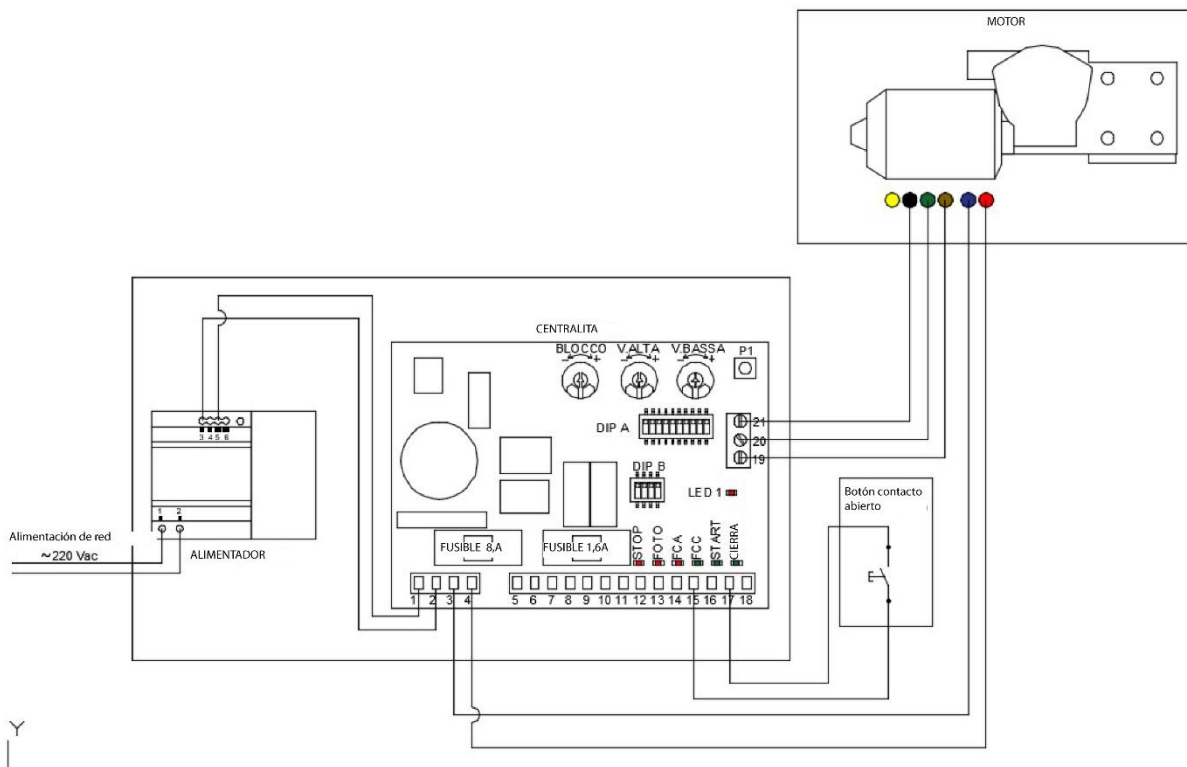 MOTOR
CENTRALITA
BLOCCO V.ALTA V.BASSA P1
- + - + - +
DIP A
21
20
19
3 4 5 6
DIP B
LED 1
Botón contacto
abierto
1 2
Alimentación de red
~220 Vac
ALIMENTADOR
FUSIBLE 8,A
FUSIBLE 1,6A
STOP
FOTO
FCA
FCC
START
CIERRA
1 2 3 4 5 6 7 8 9 10 11 12 13 14 15 16 17 18
E
Y